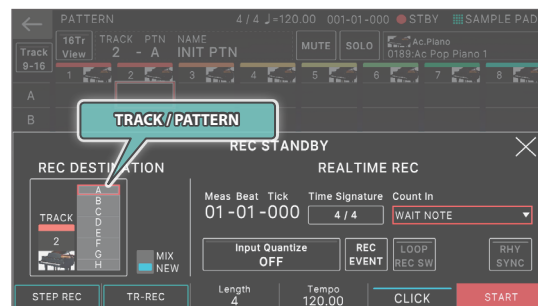 PATTERN 4 / 4 ♩=120.00 001-01-000 STBY SAMPLE PAD
16Tr View TRACK PTN NAME
2 - A INIT PTN MUTE SOLO Ac.Piano
0189:Ac Pop Piano 1
Track 9-16
1 2 3 4 5 6 7 8
A
B
TRACK / PATTERN
REC STANDBY
REC DESTINATION REALTIME REC
Meas Beat Tick Time Signature Count In
01-01-000 4 / 4 WAIT NOTE
TRACK
2
A
B
C
D
E
F
G
H
MIX
NEW
Input Quantize
OFF
REC
EVENT
LOOP
REC SW
RHY
SYNC
STEP REC TR-REC
Length
4
Tempo
120.00
CLICK START